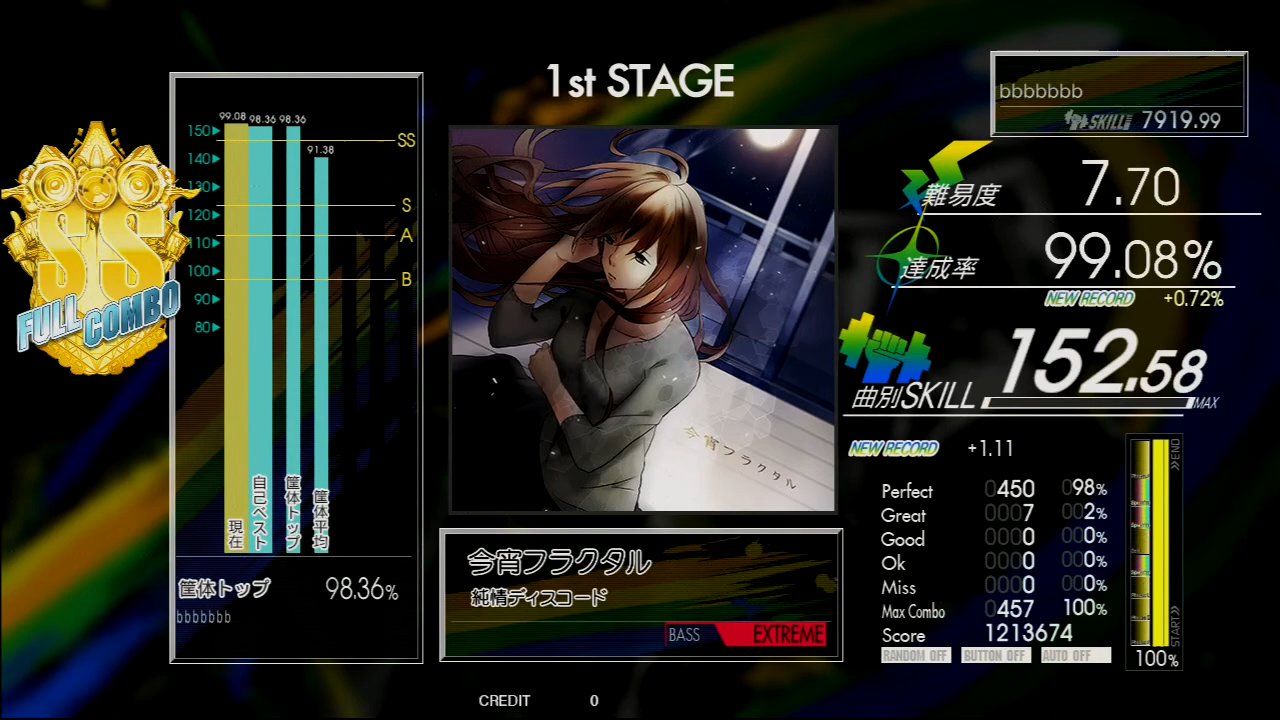 1st STAGE
bbbbbbb
SKILL 7919.99
99.08 98.36 98.36
91.38
150
SS
140
130
120
S
110
A
100
B
90
80
SS
FULL COMBO
現在
自己ベスト
筐体トップ
筐体平均
筐体トップ 98.36%
bbbbbbb
今宵フラクタル
今宵フラクタル
純情ディスコード
BASS EXTREME
難易度 7.70
達成率 99.08%
NEW RECORD +0.72%
曲別SKILL 152.58
MAX
NEW RECORD +1.11
Perfect 0450 098%
Great 0007 002%
Good 0000 000%
Ok 0000 000%
Miss 0000 000%
Max Combo 0457 100%
Score 1213674
RANDOM OFF BUTTON OFF AUTO OFF
END
START
100%
CREDIT 0